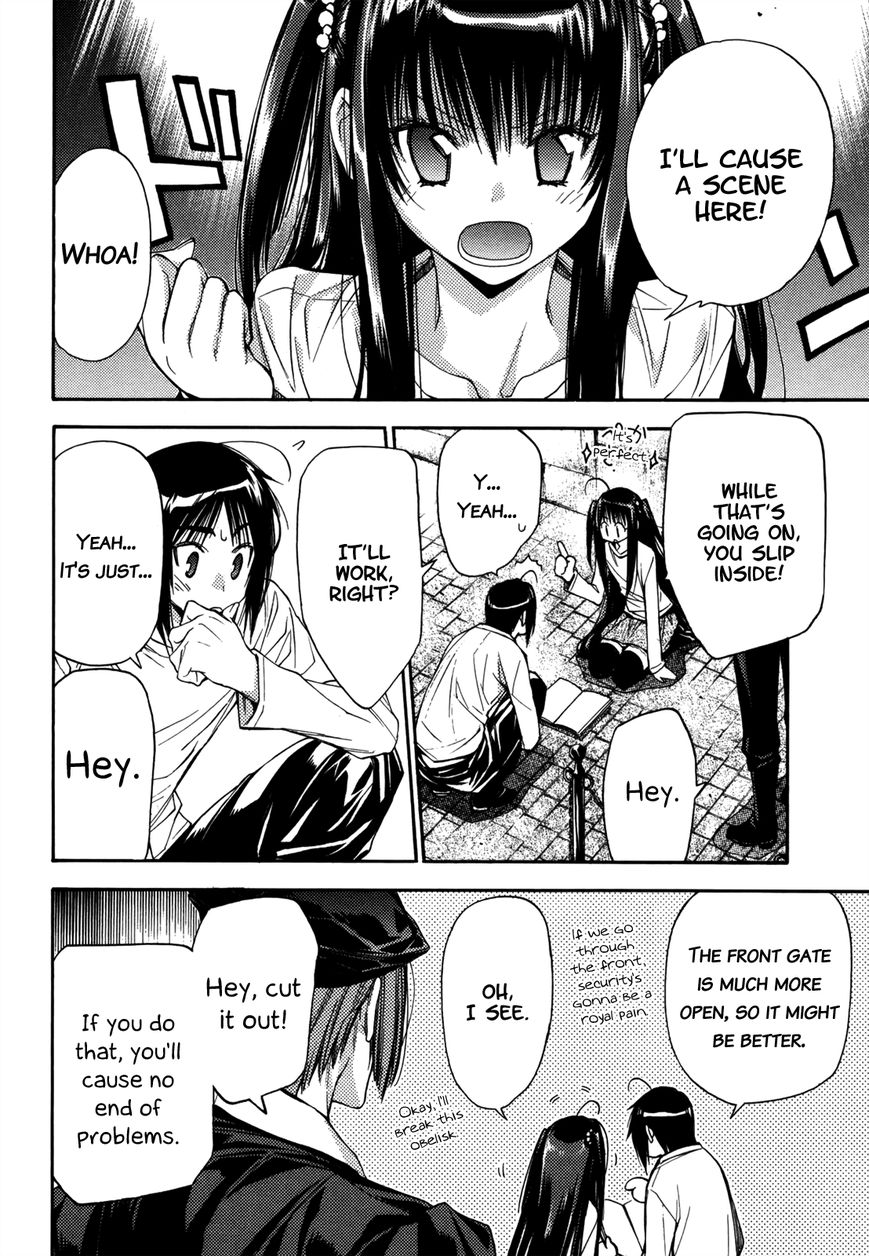 I'LL CAUSE
A SCENE
HERE!
WHOA!
WHILE
THAT'S
GOING ON,
YOU SLIP
INSIDE!
It's
perfect
Y...
YEAH...
Hey.
IT'LL
WORK,
RIGHT?
YEAH...
IT'S JUST...
Hey.
THE FRONT GATE
IS MUCH MORE
OPEN, SO IT MIGHT
BE BETTER.
If we go
through
the front,
security's
gonna be a
royal pain.
OH,
I SEE.
Okay, I'll
break this
obelisk
Hey, cut
it out!
If you do
that, you'll
cause no
end of
problems.